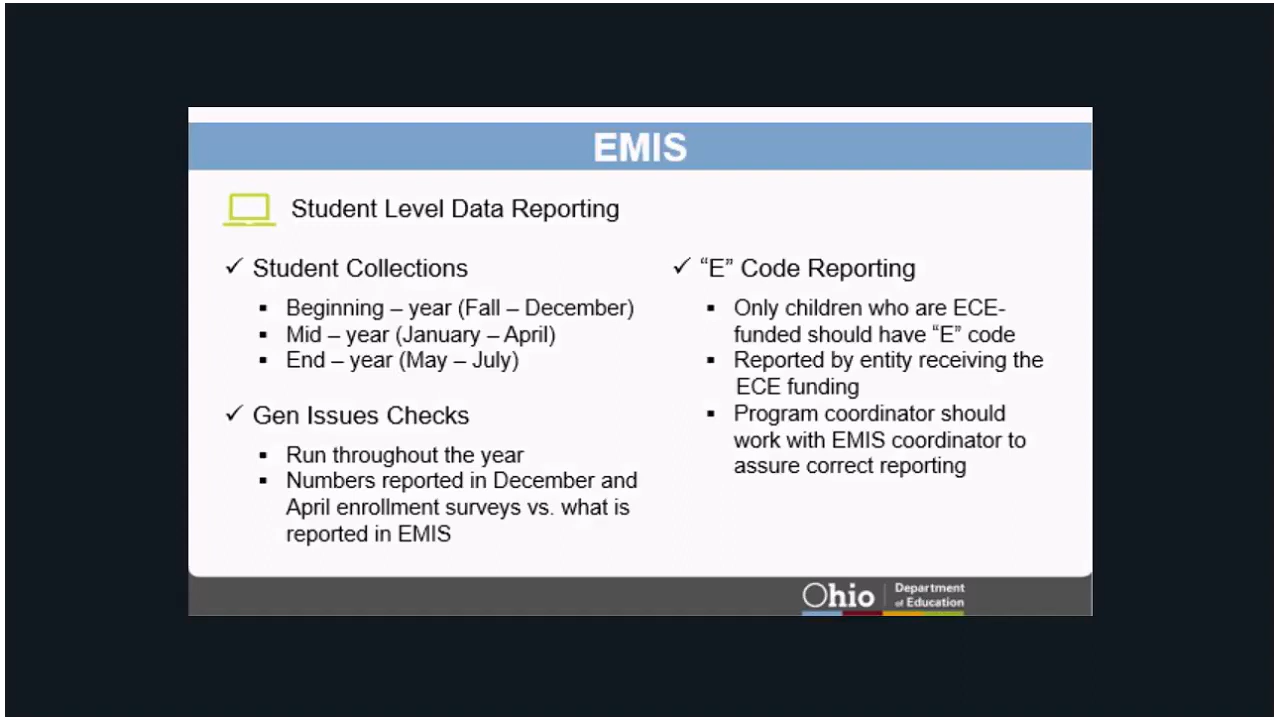 EMIS
Student Level Data Reporting
✓ Student Collections
▪ Beginning – year (Fall – December)
▪ Mid – year (January – April)
▪ End – year (May – July)
✓ Gen Issues Checks
▪ Run throughout the year
▪ Numbers reported in December and
April enrollment surveys vs. what is
reported in EMIS
✓ “E” Code Reporting
▪ Only children who are ECE-
funded should have “E” code
▪ Reported by entity receiving the
ECE funding
▪ Program coordinator should
work with EMIS coordinator to
assure correct reporting
Ohio
Department
of Education